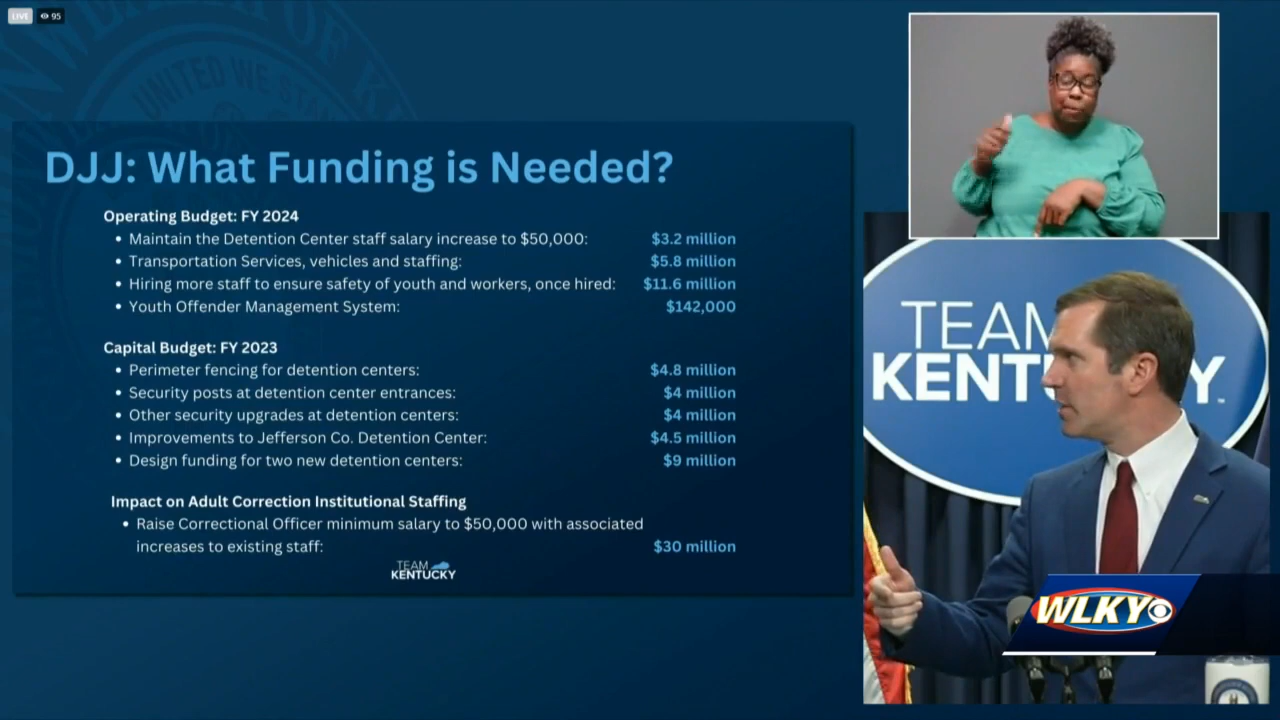 LIVE 95
UNITED WE STAN
DJJ: What Funding is Needed?
Operating Budget: FY 2024
• Maintain the Detention Center staff salary increase to $50,000: $3.2 million
• Transportation Services, vehicles and staffing: $5.8 million
• Hiring more staff to ensure safety of youth and workers, once hired: $11.6 million
• Youth Offender Management System: $142,000
Capital Budget: FY 2023
• Perimeter fencing for detention centers: $4.8 million
• Security posts at detention center entrances: $4 million
• Other security upgrades at detention centers: $4 million
• Improvements to Jefferson Co. Detention Center: $4.5 million
• Design funding for two new detention centers: $9 million
Impact on Adult Correction Institutional Staffing
• Raise Correctional Officer minimum salary to $50,000 with associated
increases to existing staff: $30 million
TEAM
KENTUCKY
TEAM
KENTU Y™
WLKY